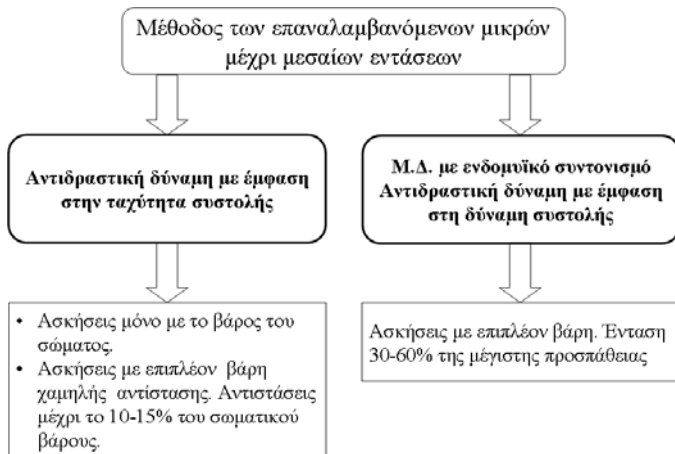 Μέθοδος των επαναλαμβανόμενων μικρών
μέχρι μεσαίων εντάσεων
Αντιδραστική δύναμη με έμφαση
στην ταχύτητα συστολής
Μ.Δ. με ενδομυϊκό συντονισμό
Αντιδραστική δύναμη με έμφαση
στη δύναμη συστολής
• Ασκήσεις μόνο με το βάρος του
σώματος.
• Ασκήσεις με επιπλέον βάρη
χαμηλής αντίστασης. Αντιστάσεις
μέχρι το 10-15% του σωματικού
βάρους.
Ασκήσεις με επιπλέον βάρη. Ένταση
30-60% της μέγιστης προσπάθειας